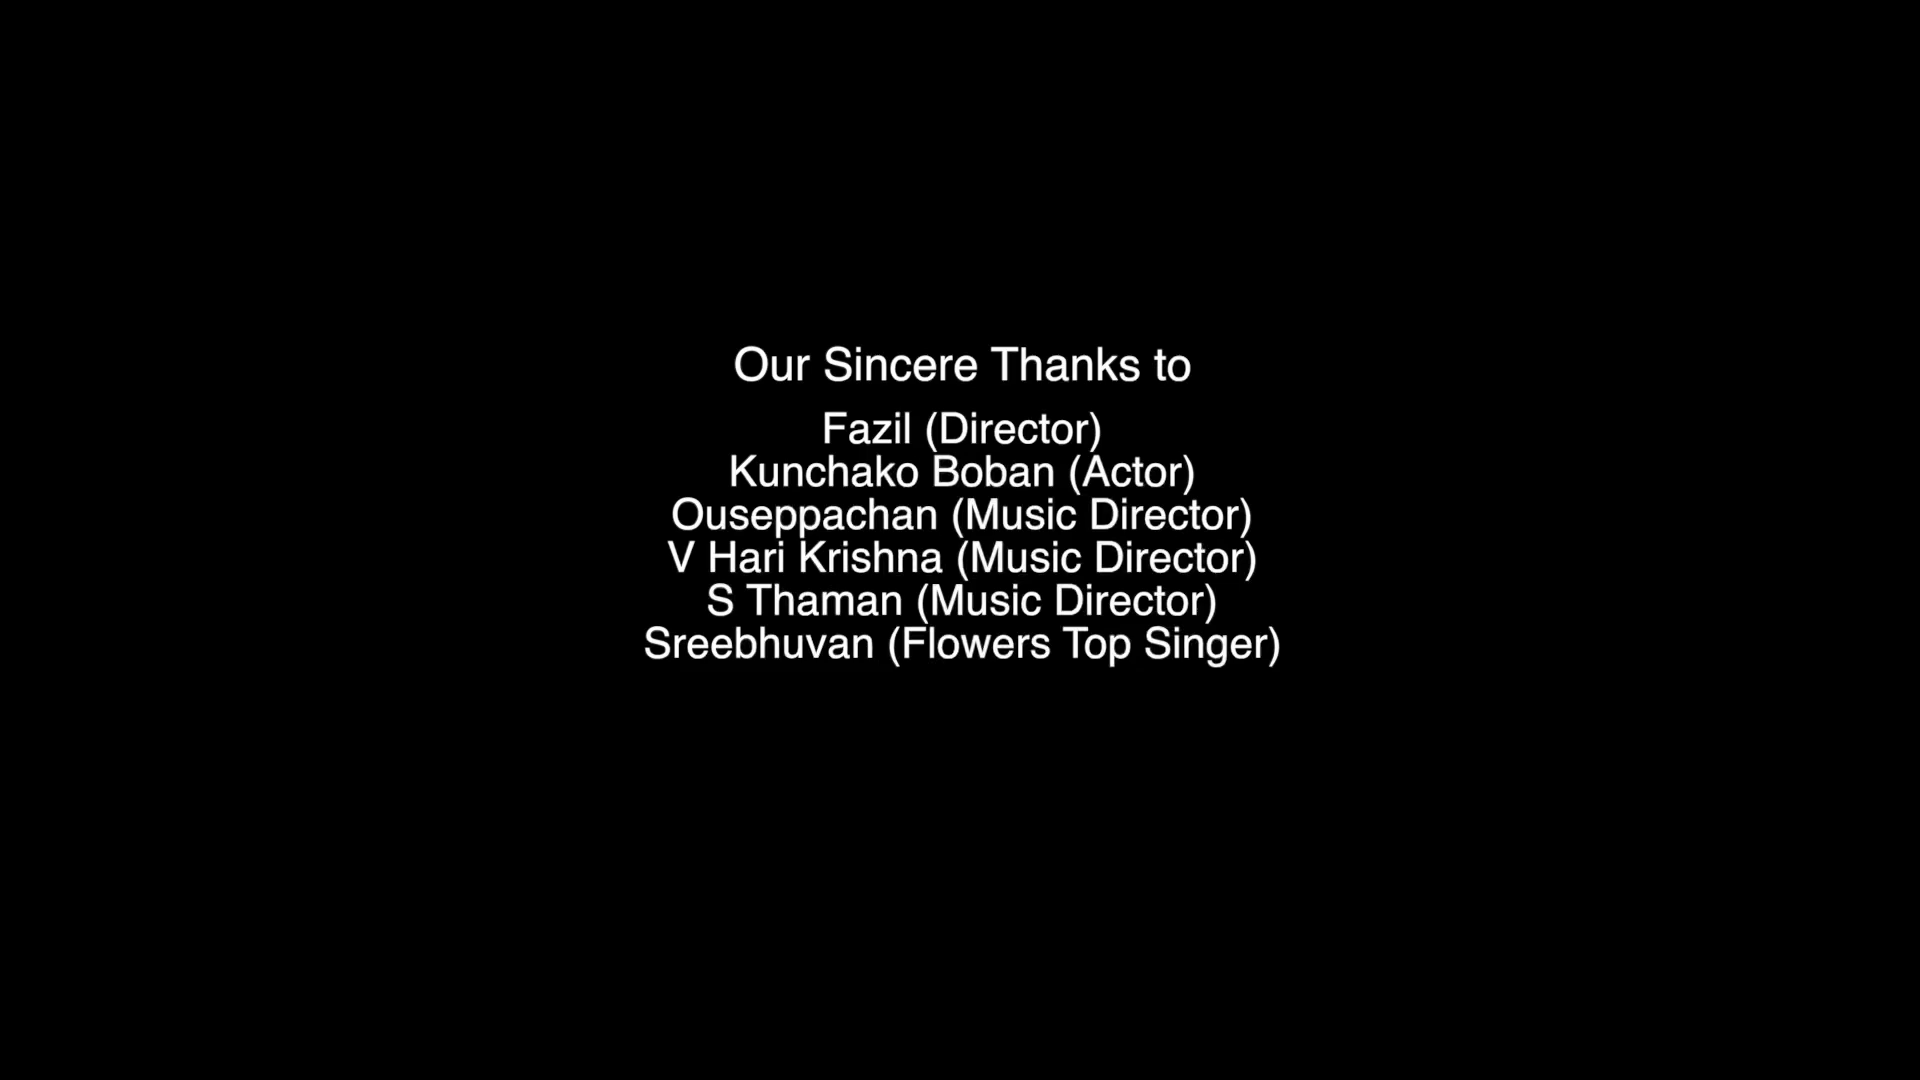 Our Sincere Thanks to
Fazil (Director)
Kunchako Boban (Actor)
Ouseppachan (Music Director)
V Hari Krishna (Music Director)
S Thaman (Music Director)
Sreebhuvan (Flowers Top Singer)